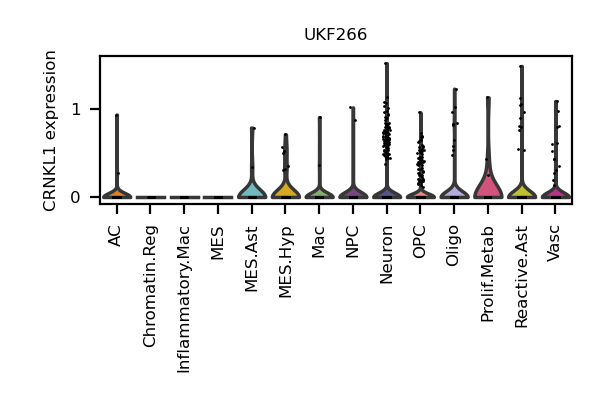 UKF266
CRNKL1 expression
1
0
AC
Chromatin.Reg
Inflammatory.Mac
MES
MES.Ast
MES.Hyp
Mac
NPC
Neuron
OPC
Oligo
Prolif.Metab
Reactive.Ast
Vasc